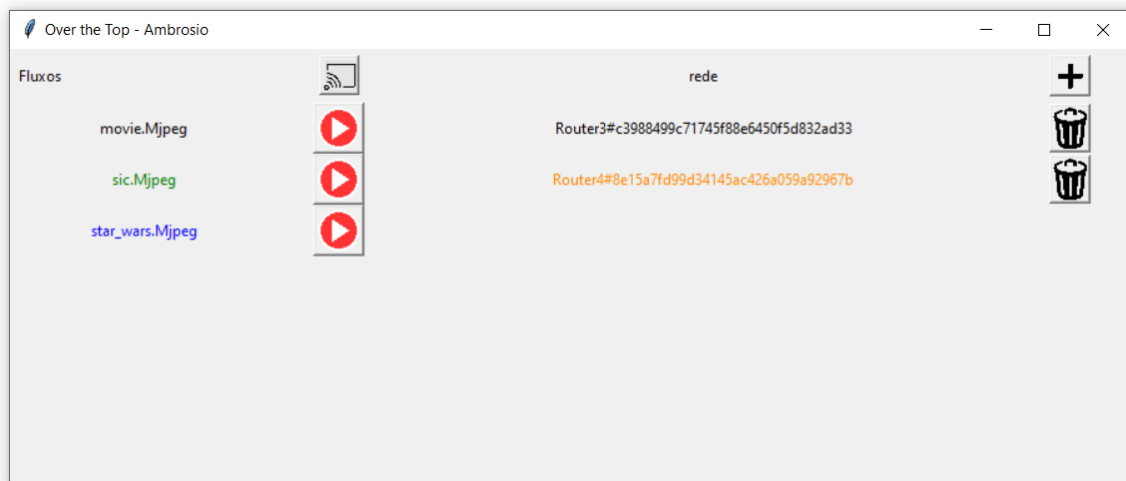 Over the Top - Ambrosio
Fluxos rede
movie.Mjpeg Router3#c3988499c71745f88e6450f5d832ad33
sic.Mjpeg Router4#8e15a7fd99d34145ac426a059a92967b
star_wars.Mjpeg